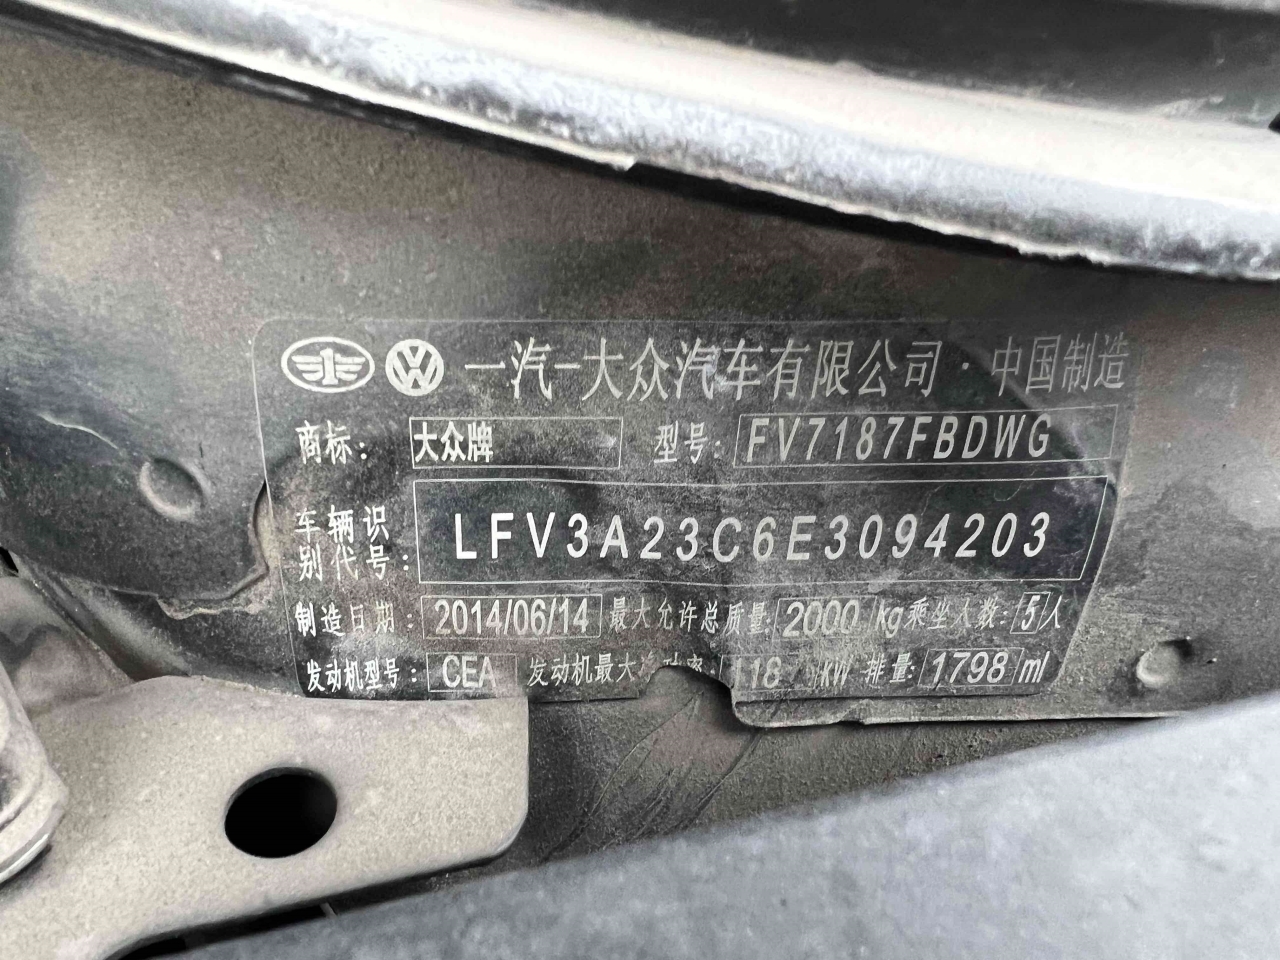 一汽-大众汽车有限公司·中国制造
商标: 大众牌 型号: FV7187FBDWG
车辆识别代号: LFV3A23C6E3094203
制造日期: 2014/06/14 最大允许总质量: 2000 kg 乘坐人数: 5 人
发动机型号: CEA 发动机最大 率: 118 kW 排量: 1798 ml